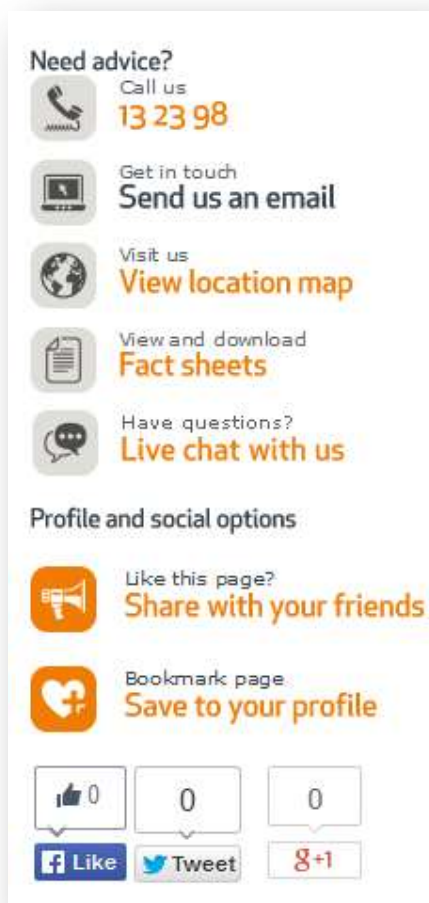 Need advice?
Call us
13 23 98
Get in touch
Send us an email
Visit us
View location map
View and download
Fact sheets
Have questions?
Live chat with us
Profile and social options
Like this page?
Share with your friends
Bookmark page
Save to your profile
0 0 0
Like Tweet g+1